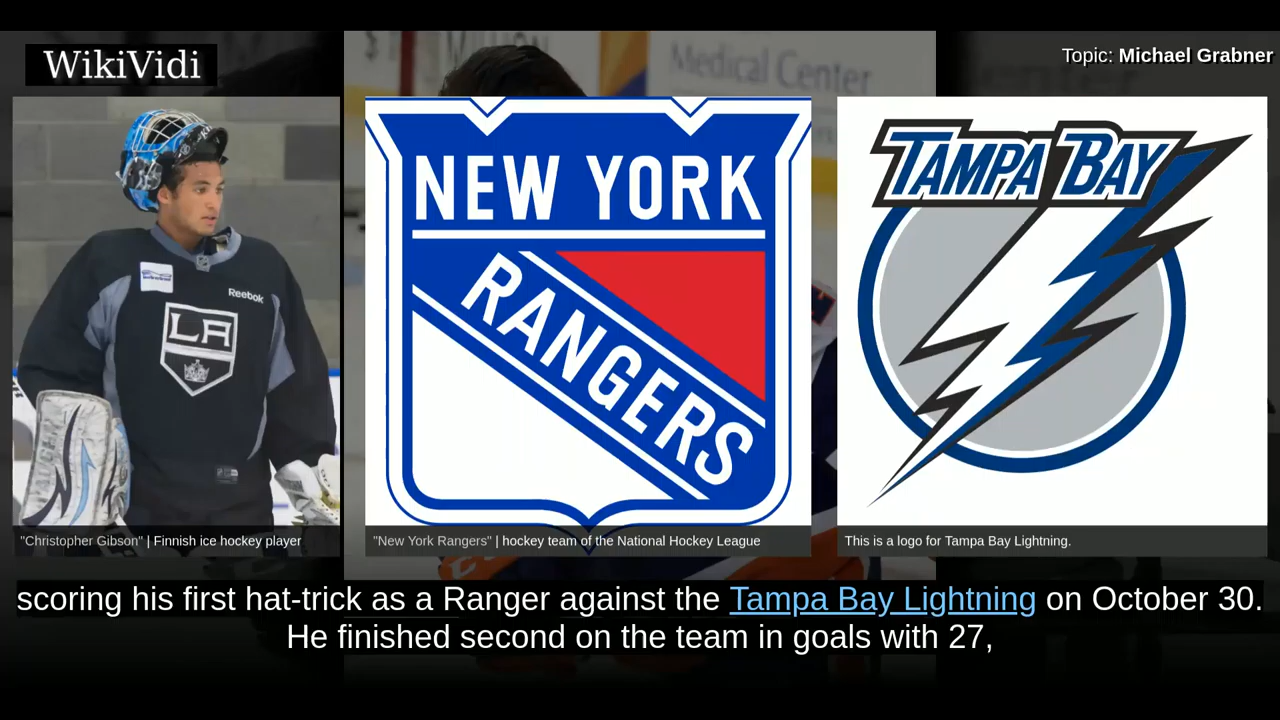 WikiVidi
Topic: Michael Grabner
Medical Center
Reebok
LA
NEW YORK
RANGERS
TAMPA BAY
"Christopher Gibson" | Finnish ice hockey player
"New York Rangers" | hockey team of the National Hockey League
This is a logo for Tampa Bay Lightning.
scoring his first hat-trick as a Ranger against the Tampa Bay Lightning on October 30.
He finished second on the team in goals with 27,